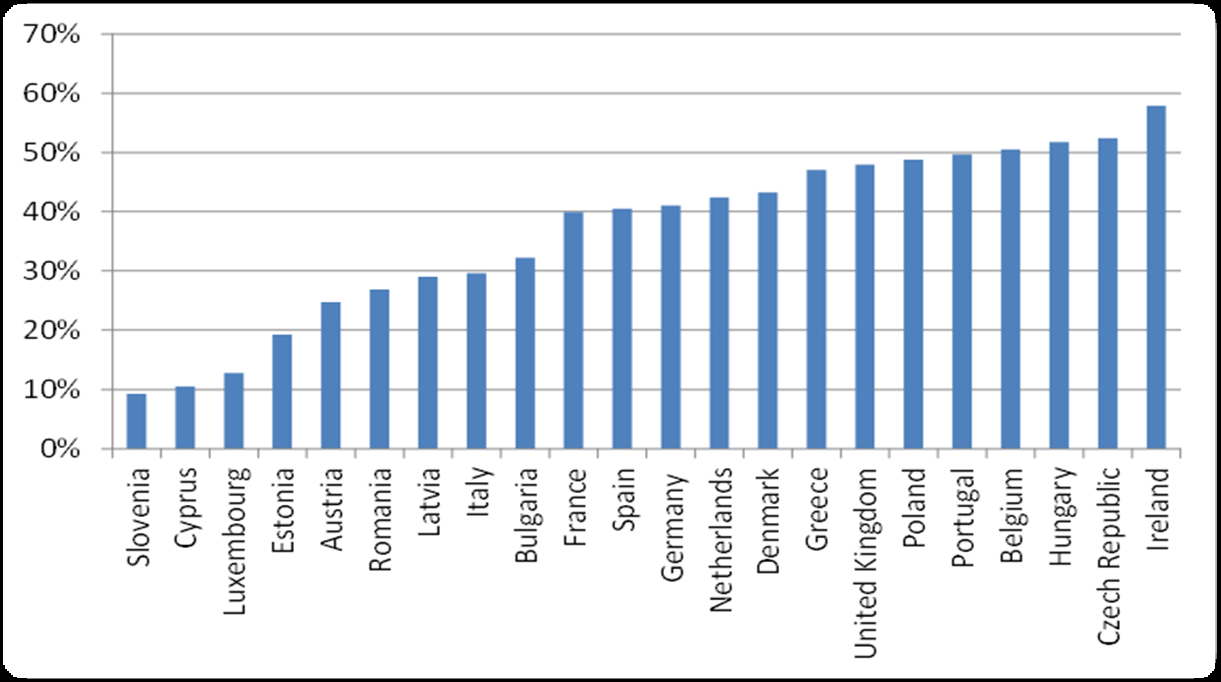 70%
60%
50%
40%
30%
20%
10%
0%
Slovenia
Cyprus
Luxembourg
Estonia
Austria
Romania
Latvia
Italy
Bulgaria
France
Spain
Germany
Netherlands
Denmark
Greece
United Kingdom
Poland
Portugal
Belgium
Hungary
Czech Republic
Ireland